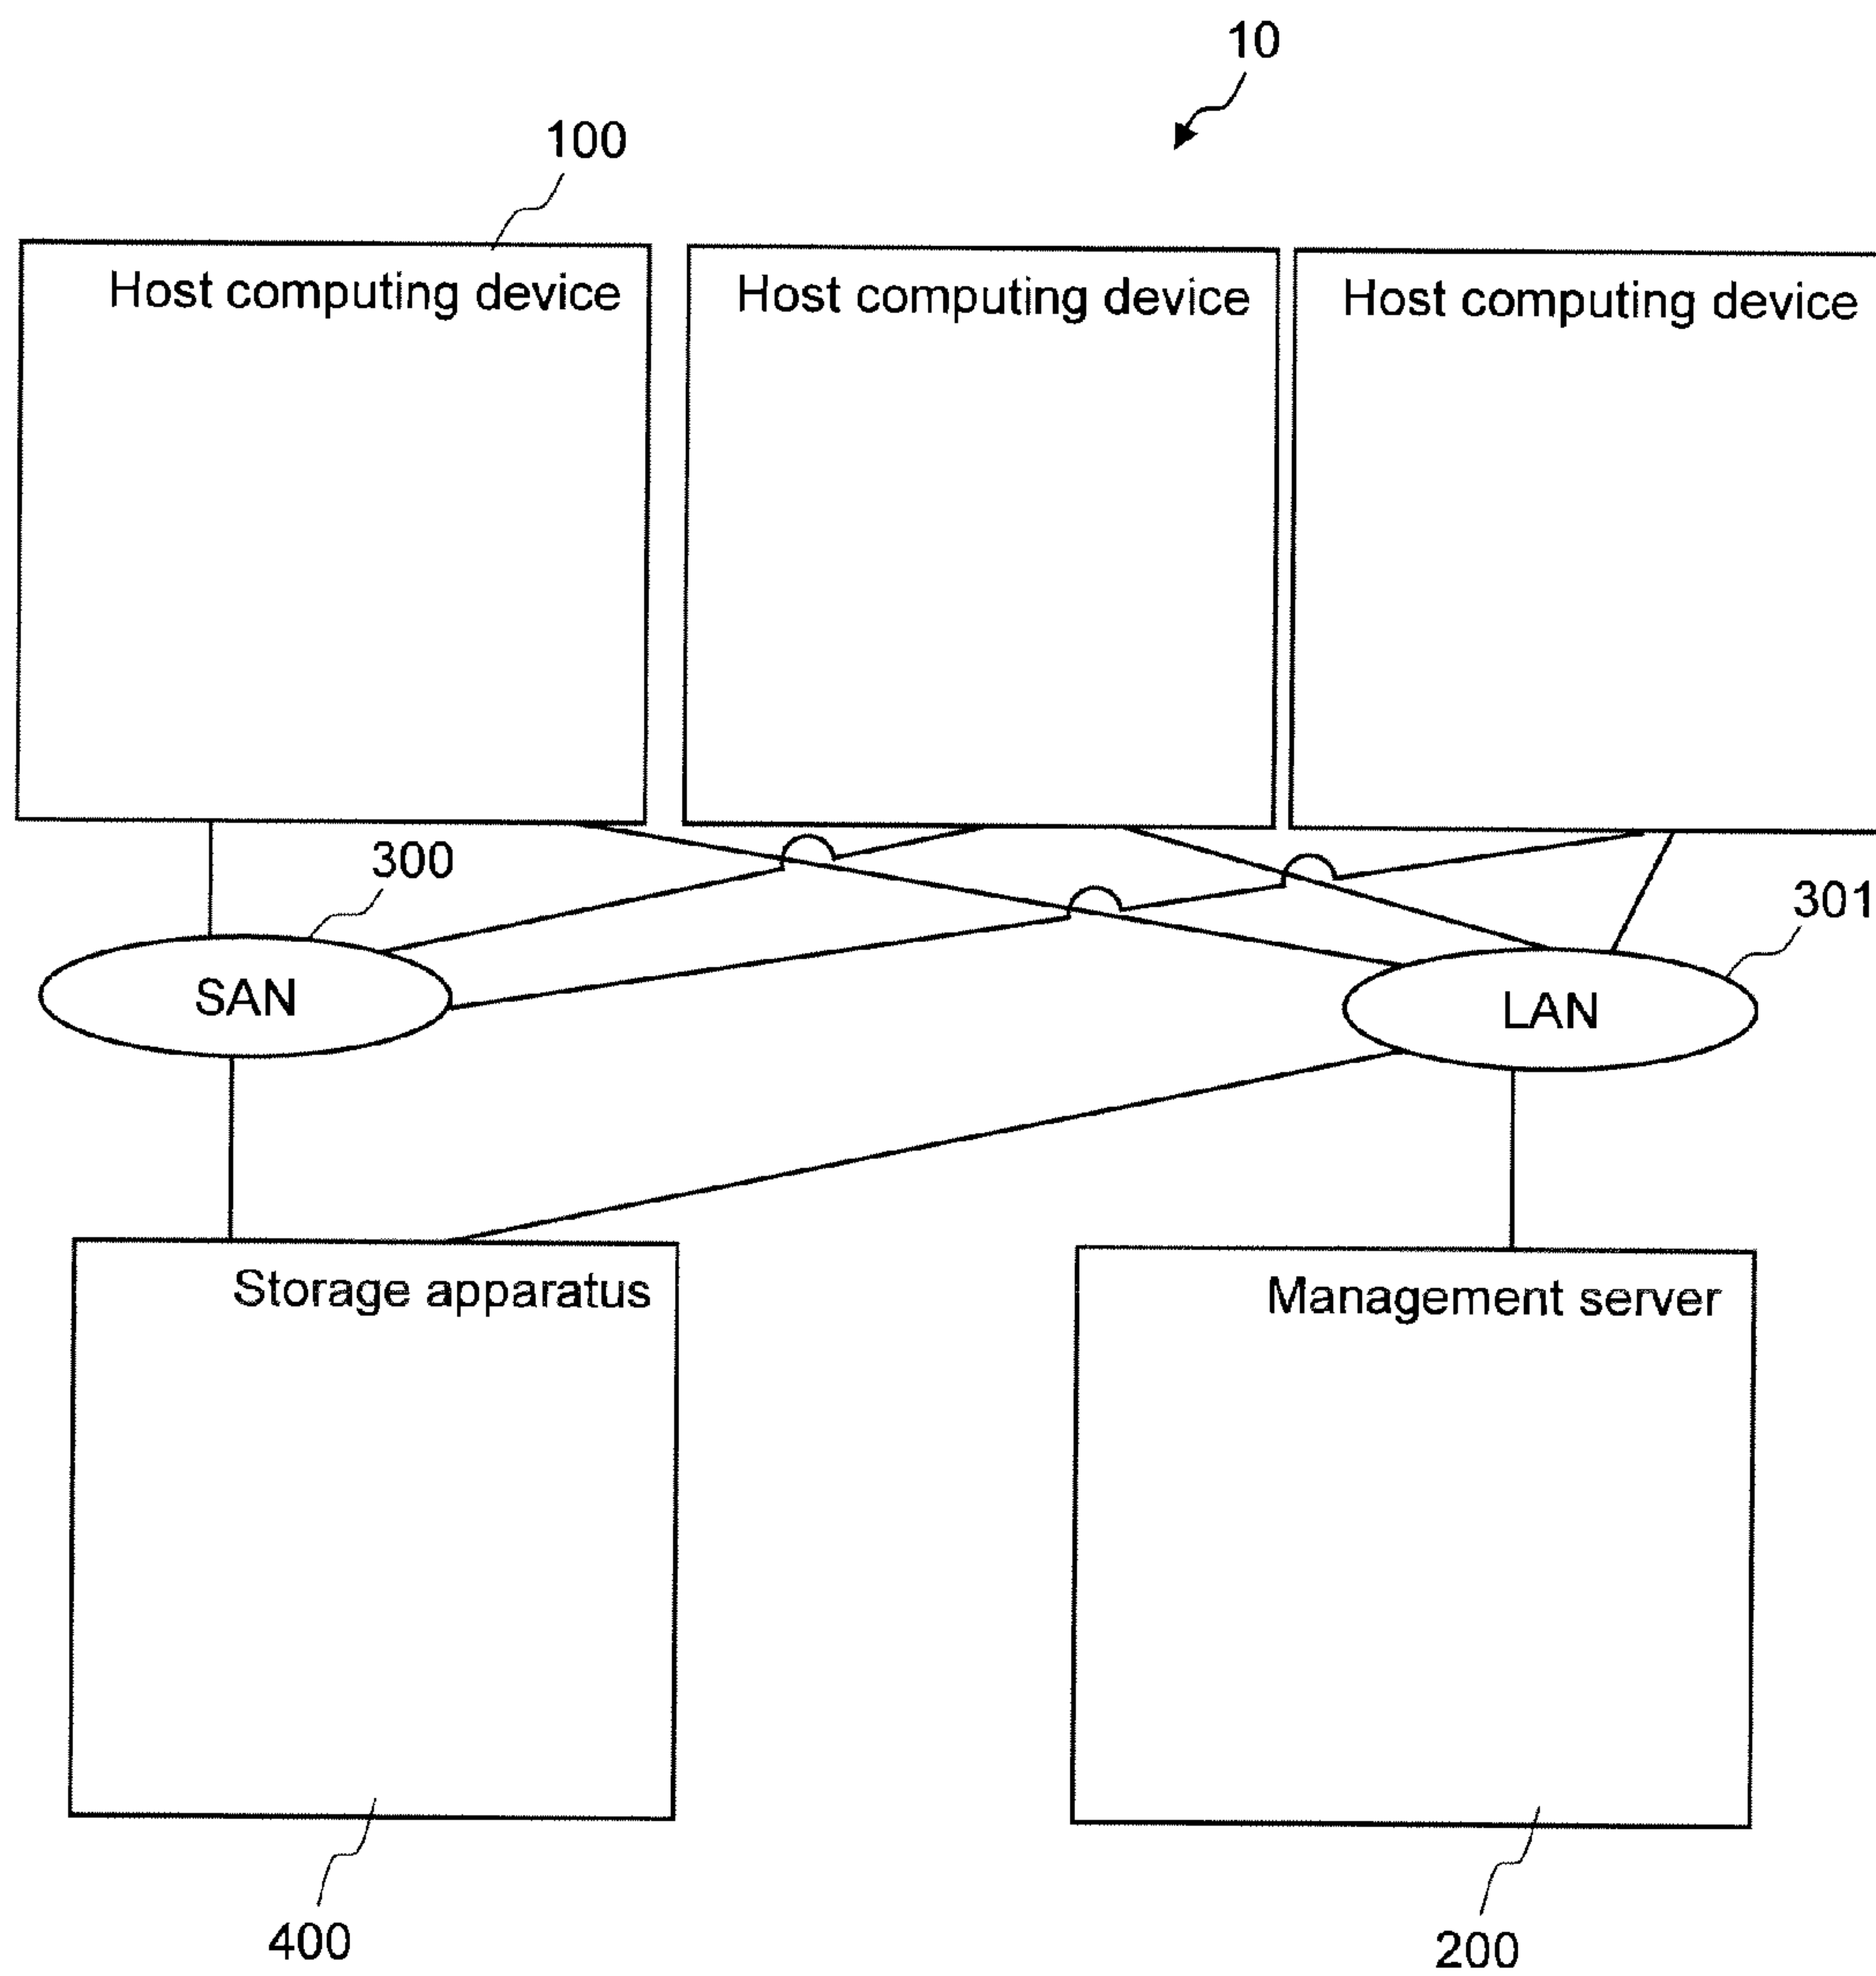 10
100
Host computing device
Host computing device
Host computing device
300
301
SAN
LAN
Storage apparatus
Management server
400
200